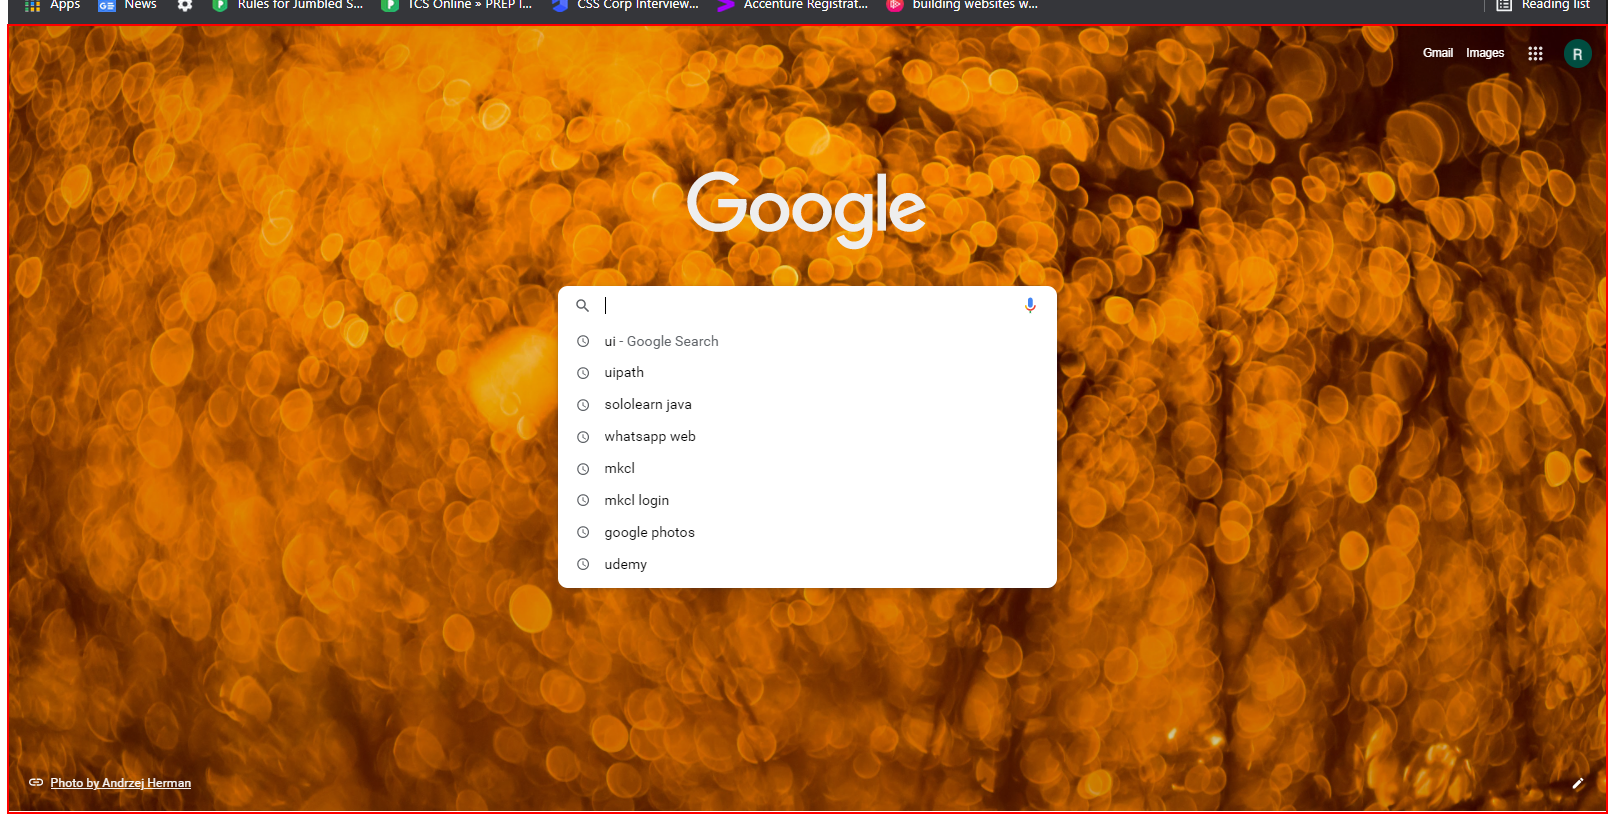 Apps News Rules for Jumbled S... TCS Online » PREP I... CSS Corp Interview... Accenture Registrat... building websites w... Reading list
Gmail Images R
Google
ui - Google Search
uipath
sololearn java
whatsapp web
mkcl
mkcl login
google photos
udemy
Photo by Andrzej Herman